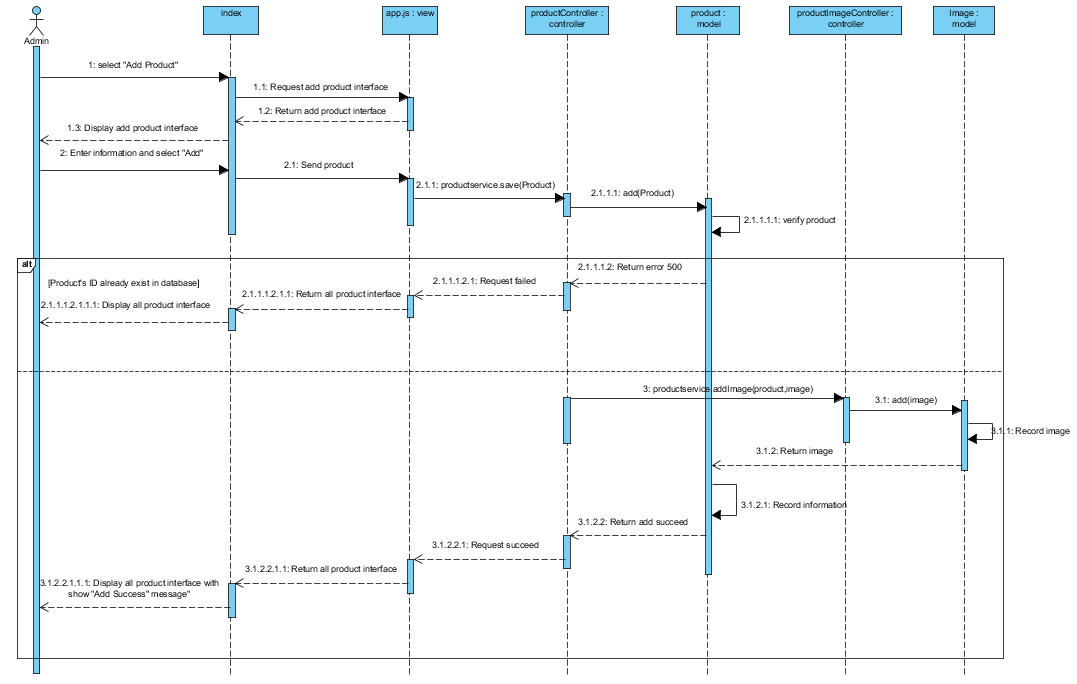 index
app.js : view
productController :
controller
product :
model
productImageController :
controller
Image :
model
Admin
1: select "Add Product"
1.1: Request add product interface
1.2: Return add product interface
1.3: Display add product interface
2: Enter information and select "Add"
2.1: Send product
2.1.1: productservice.save(Product)
2.1.1.1: add(Product)
2.1.1.1.1: verify product
alt
[Product's ID already exist in database]
2.1.1.1.2: Return error 500
2.1.1.1.2.1: Request failed
2.1.1.1.2.1.1: Return all product interface
2.1.1.1.2.1.1.1: Display all product interface
3: productservice.addImage(product,image)
3.1: add(image)
3.1.1: Record image
3.1.2: Return image
3.1.2.1: Record information
3.1.2.2: Return add succeed
3.1.2.2.1: Request succeed
3.1.2.2.1.1: Return all product interface
3.1.2.2.1.1.1: Display all product interface with
show "Add Success" message"